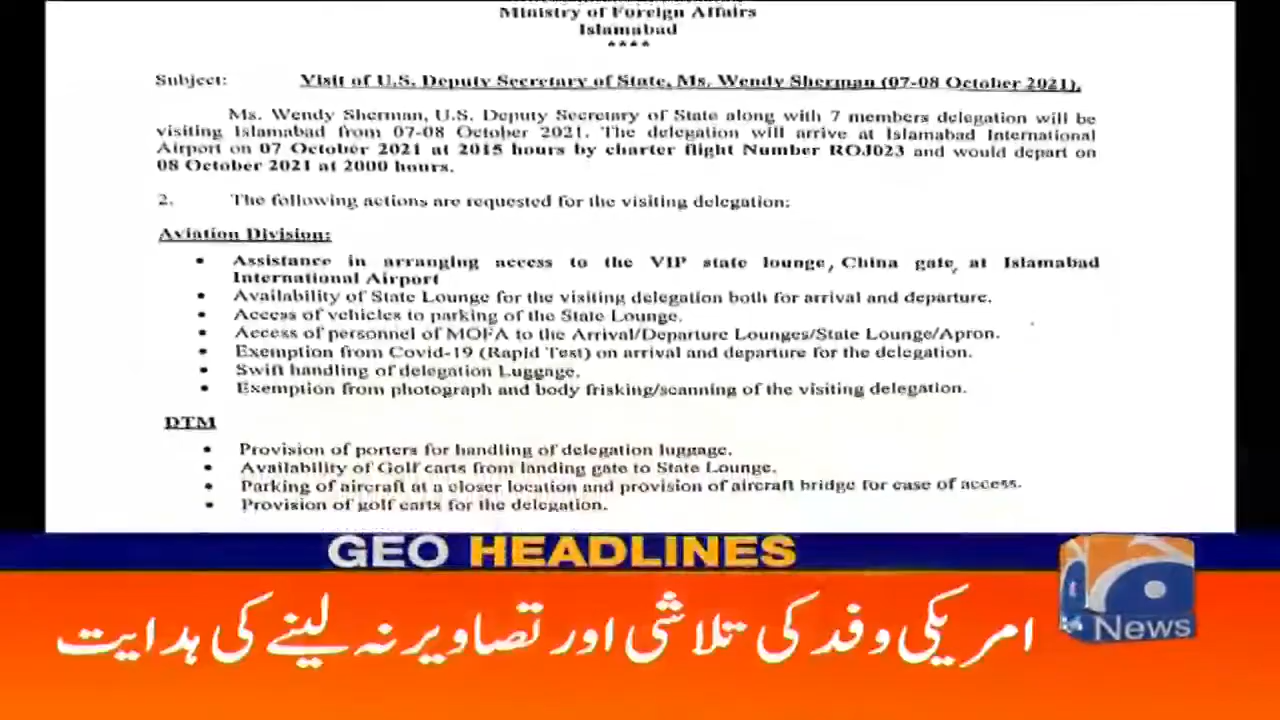 Ministry of Foreign Affairs
Islamabad
****
Subject: Visit of U.S. Deputy Secretary of State, Ms. Wendy Sherman (07-08 October 2021).
Ms. Wendy Sherman, U.S. Deputy Secretary of State along with 7 members delegation will be
visiting Islamabad from 07-08 October 2021. The delegation will arrive at Islamabad International
Airport on 07 October 2021 at 2015 hours by charter flight Number ROJ023 and would depart on
08 October 2021 at 2000 hours.
2. The following actions are requested for the visiting delegation:
Aviation Division:
• Assistance in arranging access to the VIP state lounge, China gate, at Islamabad
International Airport
• Availability of State Lounge for the visiting delegation both for arrival and departure.
• Access of vehicles to parking of the State Lounge.
• Access of personnel of MOFA to the Arrival/Departure Lounges/State Lounge/Apron.
• Exemption from Covid-19 (Rapid Test) on arrival and departure for the delegation.
• Swift handling of delegation Luggage.
• Exemption from photograph and body frisking/scanning of the visiting delegation.
DTM
• Provision of porters for handling of delegation luggage.
• Availability of Golf carts from landing gate to State Lounge.
• Parking of aircraft at a closer location and provision of aircraft bridge for ease of access.
• Provision of golf carts for the delegation.
GEO HEADLINES
امریکی وفد کی تلاشی اور تصاویر نہ لینے کی ہدایت
News